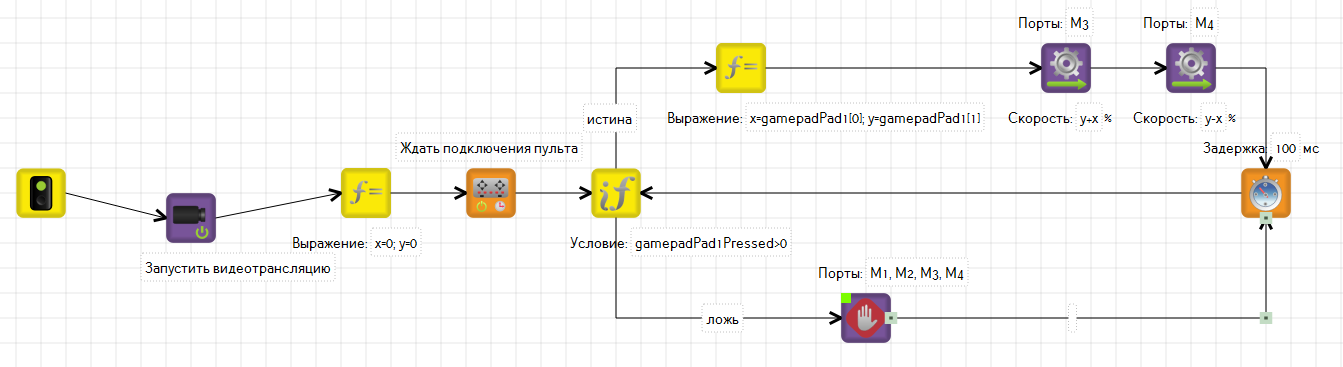 Порты: M3
Порты: M4
истина
Выражение: x=gamepadPad1[0]; y=gamepadPad1[1]
Скорость: y+x %
Скорость: y-x %
Ждать подключения пульта
Задержка: 100 мс
Выражение: x=0; y=0
Условие: gamepadPad1Pressed>0
Запустить видеотрансляцию
Порты: M1, M2, M3, M4
ложь